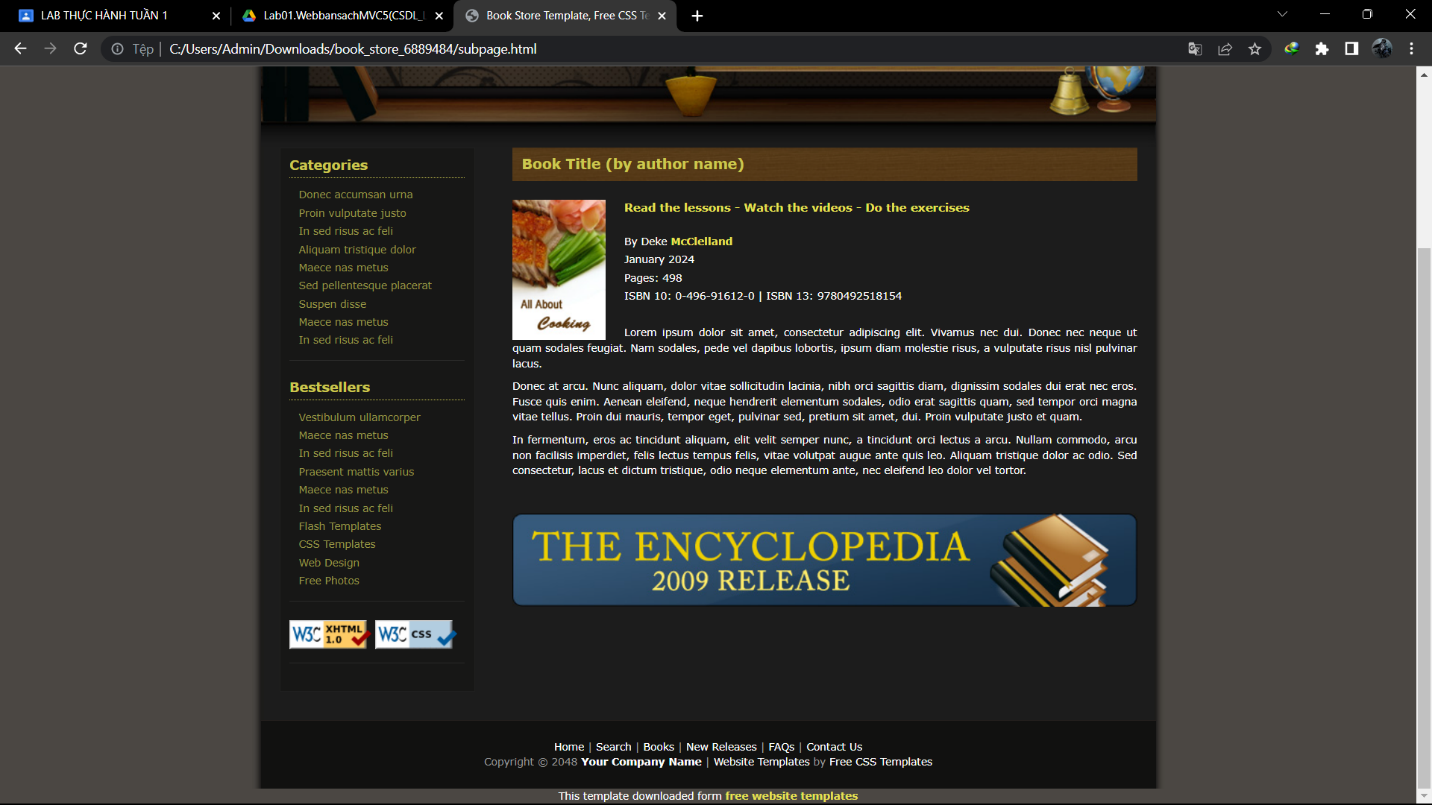 LAB THỰC HÀNH TUẦN 1
Lab01.WebbansachMVC5(CSDL_
Book Store Template, Free CSS Te
Tệp
C:/Users/Admin/Downloads/book_store_6889484/subpage.html
Categories
Donec accumsan urna
Proin vulputate justo
In sed risus ac feli
Aliquam tristique dolor
Maece nas metus
Sed pellentesque placerat
Suspen disse
Maece nas metus
In sed risus ac feli
Bestsellers
Vestibulum ullamcorper
Maece nas metus
In sed risus ac feli
Praesent mattis varius
Maece nas metus
In sed risus ac feli
Flash Templates
CSS Templates
Web Design
Free Photos
W3C XHTML 1.0
W3C CSS
Book Title (by author name)
All About
Cooking
Read the lessons - Watch the videos - Do the exercises
By Deke McClelland
January 2024
Pages: 498
ISBN 10: 0-496-91612-0 | ISBN 13: 9780492518154
Lorem ipsum dolor sit amet, consectetur adipiscing elit. Vivamus nec dui. Donec nec neque ut
quam sodales feugiat. Nam sodales, pede vel dapibus lobortis, ipsum diam molestie risus, a vulputate risus nisl pulvinar
lacus.
Donec at arcu. Nunc aliquam, dolor vitae sollicitudin lacinia, nibh orci sagittis diam, dignissim sodales dui erat nec eros.
Fusce quis enim. Aenean eleifend, neque hendrerit elementum sodales, odio erat sagittis quam, sed tempor orci magna
vitae tellus. Proin dui mauris, tempor eget, pulvinar sed, pretium sit amet, dui. Proin vulputate justo et quam.
In fermentum, eros ac tincidunt aliquam, elit velit semper nunc, a tincidunt orci lectus a arcu. Nullam commodo, arcu
non facilisis imperdiet, felis lectus tempus felis, vitae volutpat augue ante quis leo. Aliquam tristique dolor ac odio. Sed
consectetur, lacus et dictum tristique, odio neque elementum ante, nec eleifend leo dolor vel tortor.
THE ENCYCLOPEDIA
2009 RELEASE
Home | Search | Books | New Releases | FAQs | Contact Us
Copyright © 2048 Your Company Name | Website Templates by Free CSS Templates
This template downloaded form free website templates